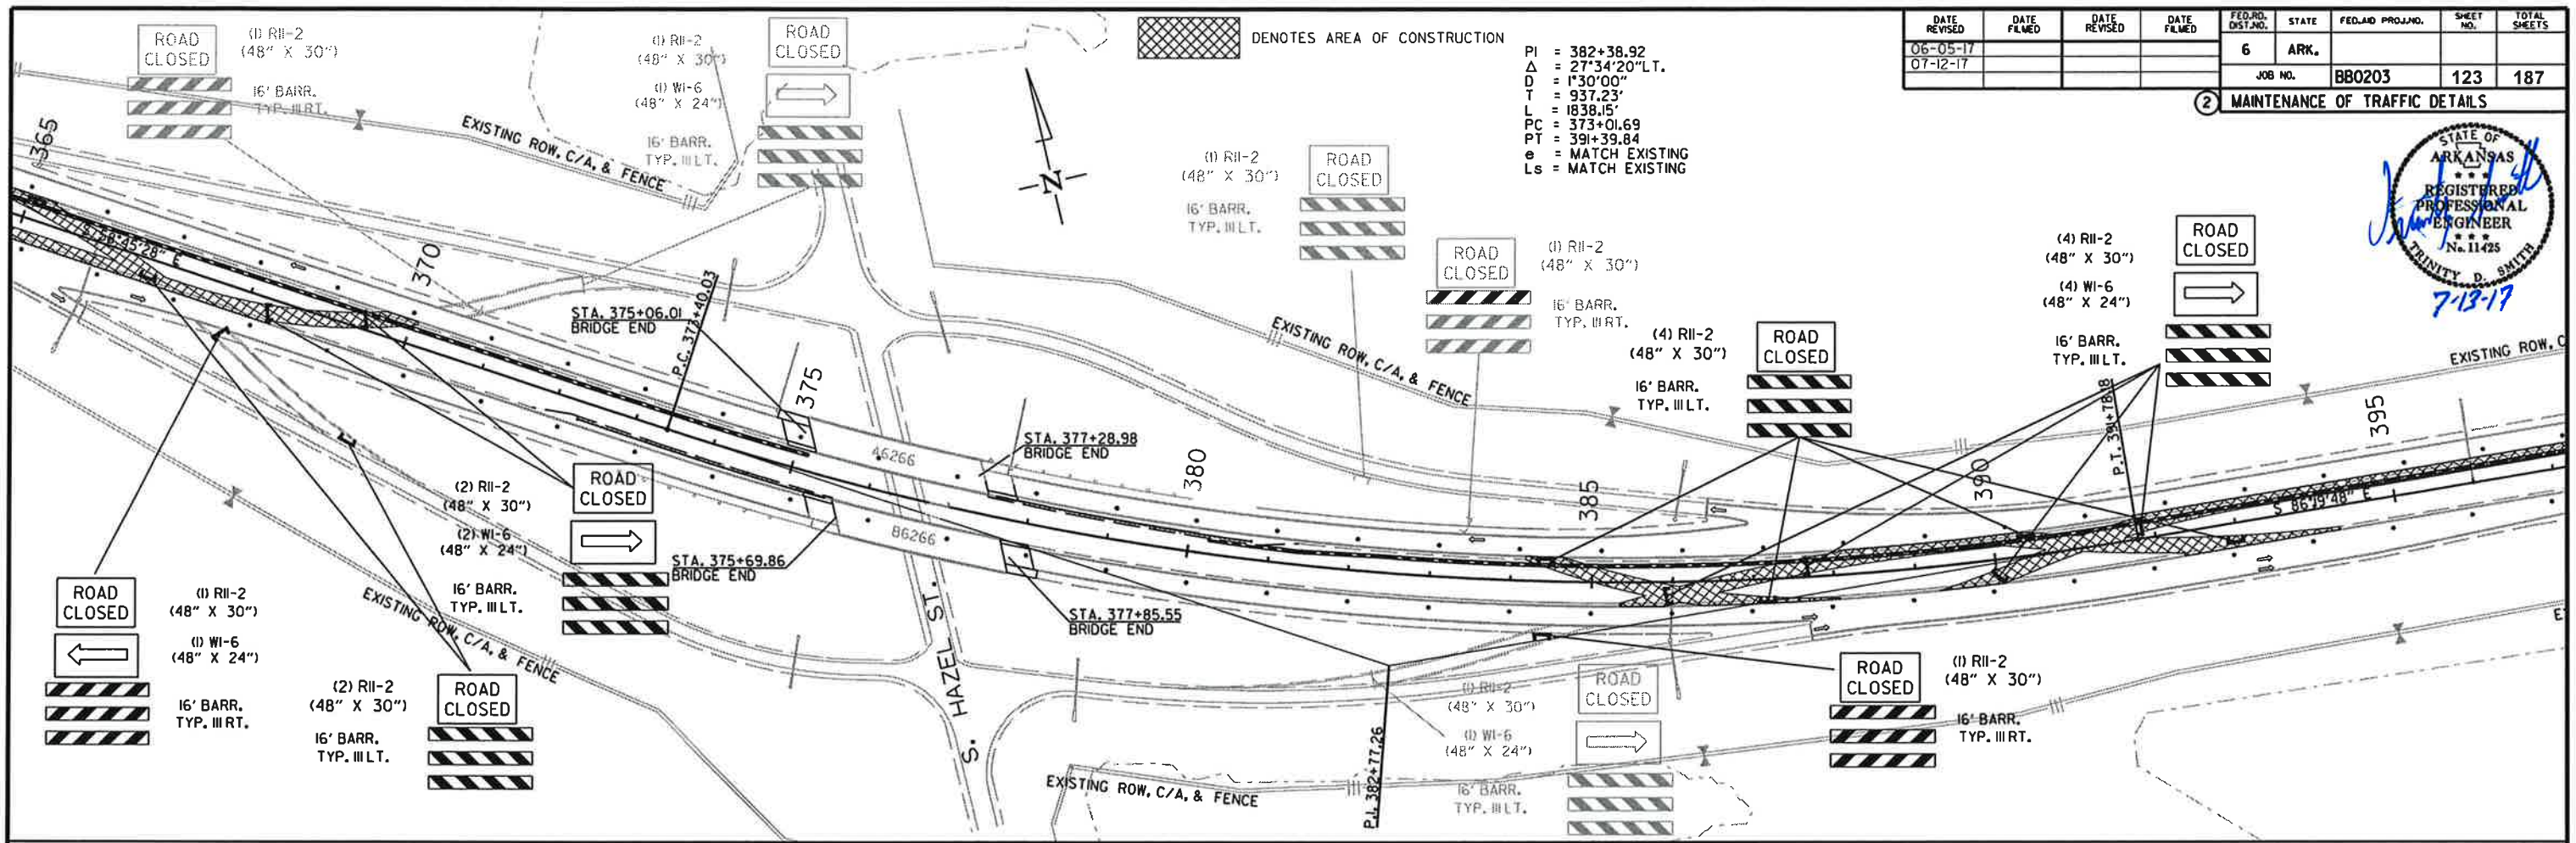 ROAD
CLOSED
(1) R11-2
(48" X 30")
16' BARR.
TYP. III RT.
(1) R11-2
(48" X 30")
(1) W1-6
(48" X 24")
16' BARR.
TYP. III LT.
ROAD
CLOSED
DENOTES AREA OF CONSTRUCTION
PI = 382+38.92
Δ = 27°34'20"LT.
D = 1°30'00"
T = 937.23'
L = 1838.15'
PC = 373+01.69
PT = 391+39.84
e = MATCH EXISTING
Ls = MATCH EXISTING
DATE REVISED
DATE FILMED
DATE REVISED
DATE FILMED
FED.RD. DIST.NO.
STATE
FED.AID PROJ.NO.
SHEET NO.
TOTAL SHEETS
06-05-17
07-12-17
6
ARK.
JOB NO.
BB0203
123
187
2
MAINTENANCE OF TRAFFIC DETAILS
STATE OF
ARKANSAS
REGISTERED
PROFESSIONAL
ENGINEER
No. 11425
TRINITY D. SMITH
7-13-17
365
EXISTING ROW, C/A, & FENCE
N
(1) R11-2
(48" X 30")
16' BARR.
TYP. III LT.
ROAD
CLOSED
ROAD
CLOSED
(1) R11-2
(48" X 30")
16' BARR.
TYP. III RT.
(4) R11-2
(48" X 30")
16' BARR.
TYP. III LT.
ROAD
CLOSED
(4) R11-2
(48" X 30")
(4) W1-6
(48" X 24")
16' BARR.
TYP. III LT.
ROAD
CLOSED
370
STA. 375+06.01
BRIDGE END
P.C. 373+40.03
375
EXISTING ROW, C/A, & FENCE
EXISTING ROW, C
A6266
STA. 377+28.98
BRIDGE END
380
385
390
P.T. 391+78.18
395
S 86°19'48" E
B6266
(2) R11-2
(48" X 30")
(2) W1-6
(48" X 24")
16' BARR.
TYP. III LT.
ROAD
CLOSED
STA. 375+69.86
BRIDGE END
STA. 377+85.55
BRIDGE END
ROAD
CLOSED
(1) R11-2
(48" X 30")
(1) W1-6
(48" X 24")
16' BARR.
TYP. III RT.
EXISTING ROW, C/A, & FENCE
(2) R11-2
(48" X 30")
16' BARR.
TYP. III LT.
ROAD
CLOSED
S. HAZEL ST.
EXISTING ROW, C/A, & FENCE
P.I. 382+77.26
(1) R11-2
(48" X 30")
(1) W1-6
(48" X 24")
16' BARR.
TYP. III LT.
ROAD
CLOSED
ROAD
CLOSED
(1) R11-2
(48" X 30")
16' BARR.
TYP. III RT.